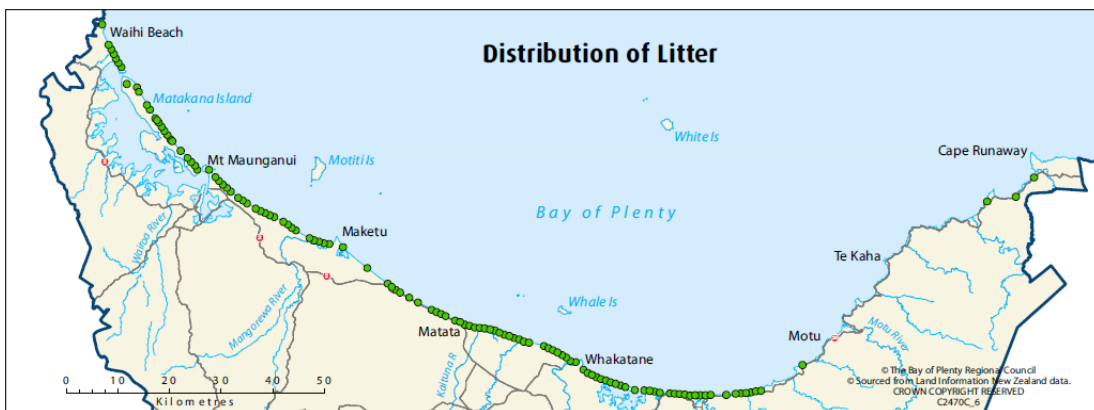 Waihi Beach
Distribution of Litter
Matakana Island
White Is
Cape Runaway
Mt Maunganui
Motiti Is
Bay of Plenty
Wairoa River
Maketu
Te Kaha
Mangorewa River
Whale Is
Matata
Motu
Motu River
Kaituna R
Whakatane
0 10 20 30 40 50
Kilometres
© The Bay of Plenty Regional Council
© Sourced from Land Information New Zealand data.
CROWN COPYRIGHT RESERVED
C2470C_6